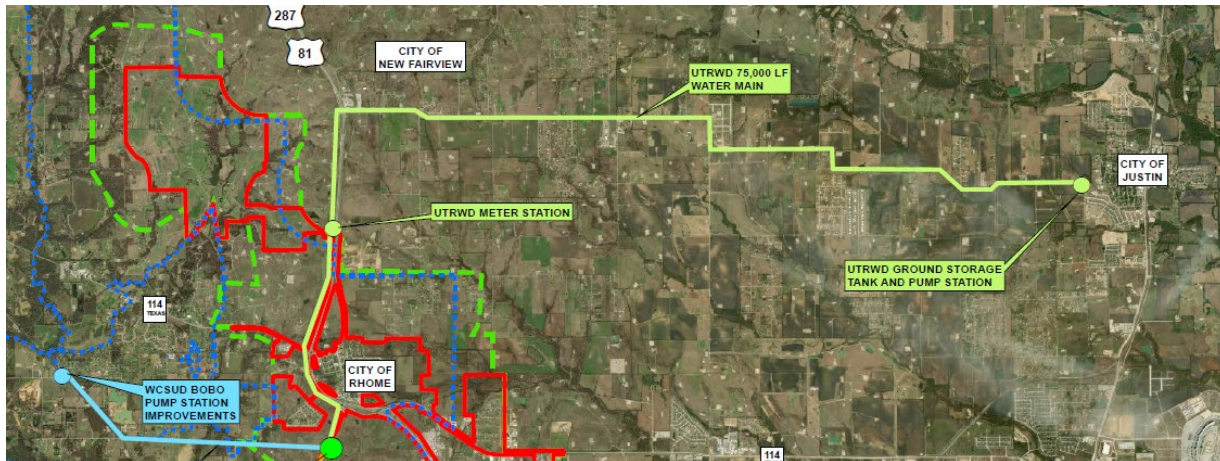 287
81
CITY OF
NEW FAIRVIEW
UTRWD 75,000 LF
WATER MAIN
CITY OF
JUSTIN
UTRWD METER STATION
UTRWD GROUND STORAGE
TANK AND PUMP STATION
114
TEXAS
CITY OF
RHOME
WCSUD BOBO
PUMP STATION
IMPROVEMENTS
114